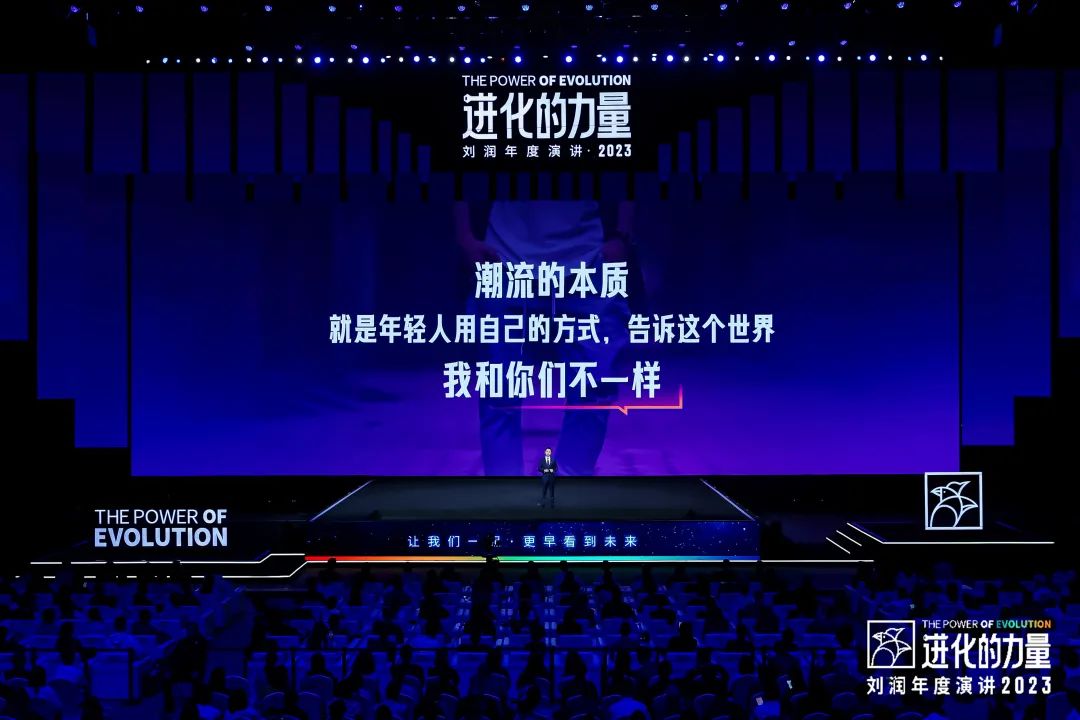 THE POWER OF EVOLUTION
进化的力量
刘润年度演讲·2023
潮流的本质
就是年轻人用自己的方式，告诉这个世界
我和你们不一样
THE POWER OF
EVOLUTION
让我们一起·更早看到未来
THE POWER OF EVOLUTION
进化的力量
刘润年度演讲2023